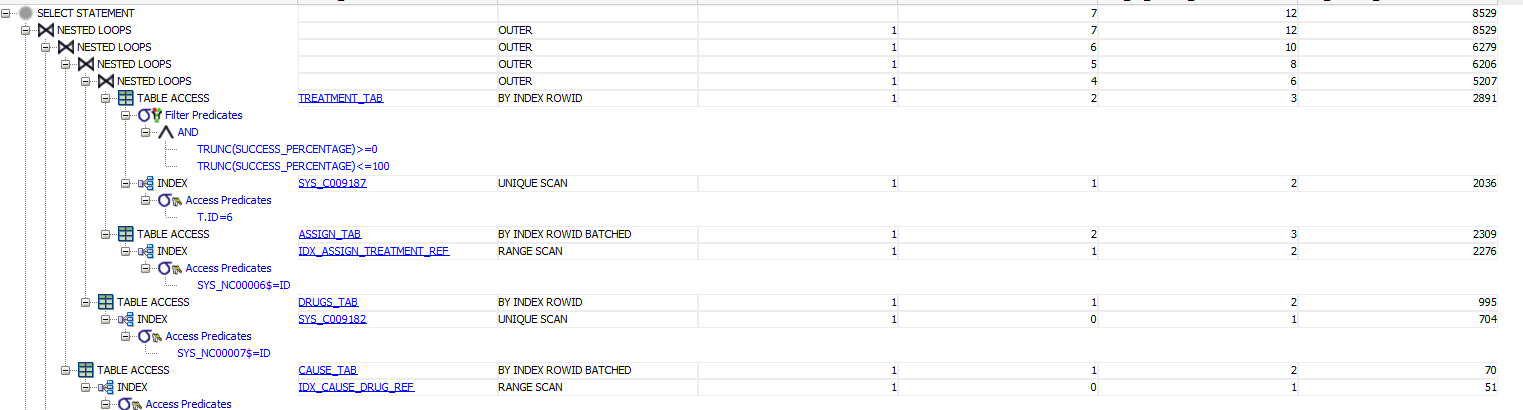 SELECT STATEMENT 7 12 8529
NESTED LOOPS OUTER 1 7 12 8529
NESTED LOOPS OUTER 1 6 10 6279
NESTED LOOPS OUTER 1 5 8 6206
NESTED LOOPS OUTER 1 4 6 5207
TABLE ACCESS TREATMENT_TAB BY INDEX ROWID 1 2 3 2891
Filter Predicates
AND
TRUNC(SUCCESS_PERCENTAGE)>=0
TRUNC(SUCCESS_PERCENTAGE)<=100
INDEX SYS_C009187 UNIQUE SCAN 1 1 2 2036
Access Predicates
T.ID=6
TABLE ACCESS ASSIGN_TAB BY INDEX ROWID BATCHED 1 2 3 2309
INDEX IDX_ASSIGN_TREATMENT_REF RANGE SCAN 1 1 2 2276
Access Predicates
SYS_NC00006$=ID
TABLE ACCESS DRUGS_TAB BY INDEX ROWID 1 1 2 995
INDEX SYS_C009182 UNIQUE SCAN 1 0 1 704
Access Predicates
SYS_NC00007$=ID
TABLE ACCESS CAUSE_TAB BY INDEX ROWID BATCHED 1 1 2 70
INDEX IDX_CAUSE_DRUG_REF RANGE SCAN 1 0 1 51
Access Predicates